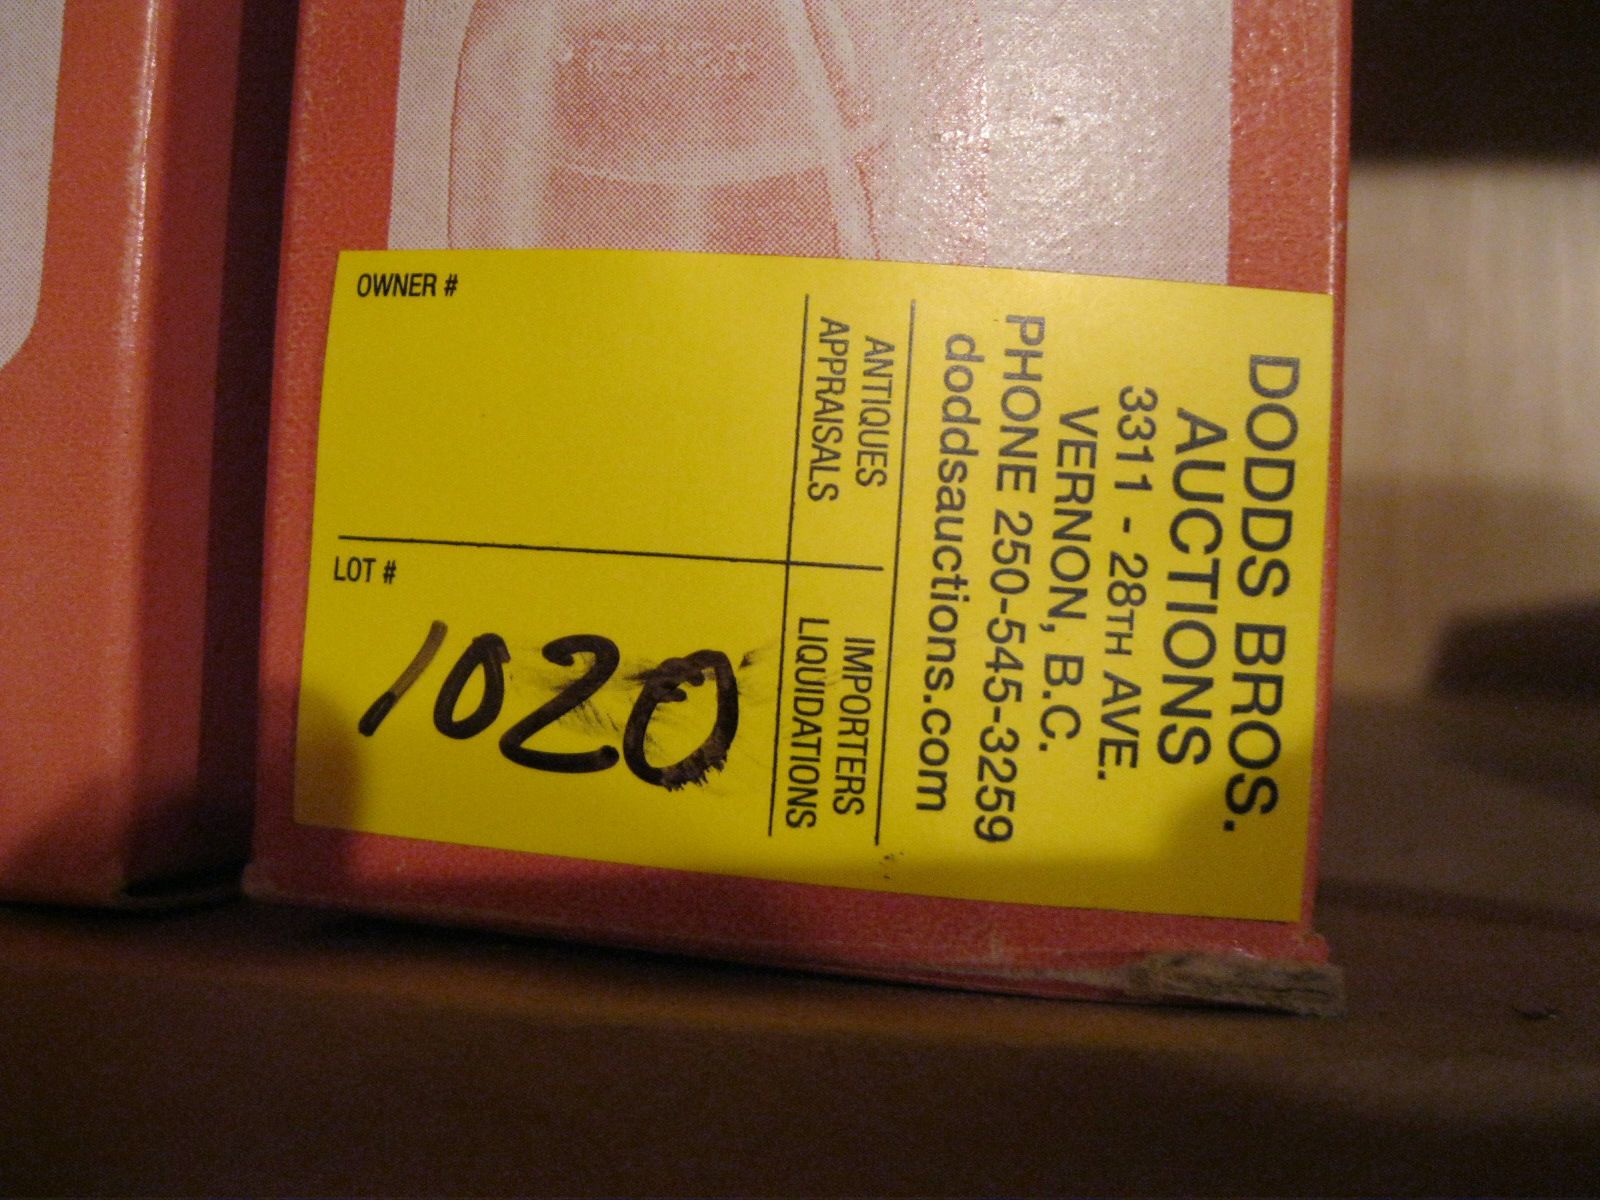 DODDS BROS.
AUCTIONS
3311 - 28TH AVE.
VERNON, B.C.
PHONE 250-545-3259
doddsauctions.com
ANTIQUES
APPRAISALS
IMPORTERS
LIQUIDATIONS
OWNER #
LOT #
1020